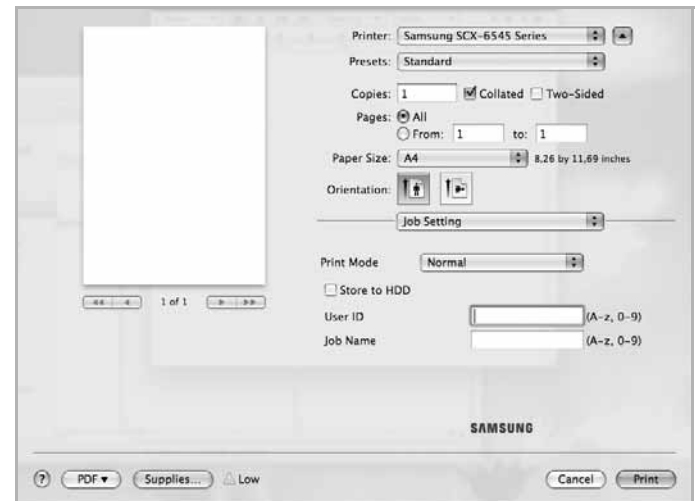 Printer: Samsung SCX-6545 Series
Presets: Standard
Copies: 1 Collated Two-Sided
Pages: All
From: 1 to: 1
Paper Size: A4 8,26 by 11,69 inches
Orientation:
Job Setting
Print Mode Normal
1 of 1
Store to HDD
User ID (A-z, 0-9)
Job Name (A-z, 0-9)
SAMSUNG
? PDF▼ Supplies... Low Cancel Print